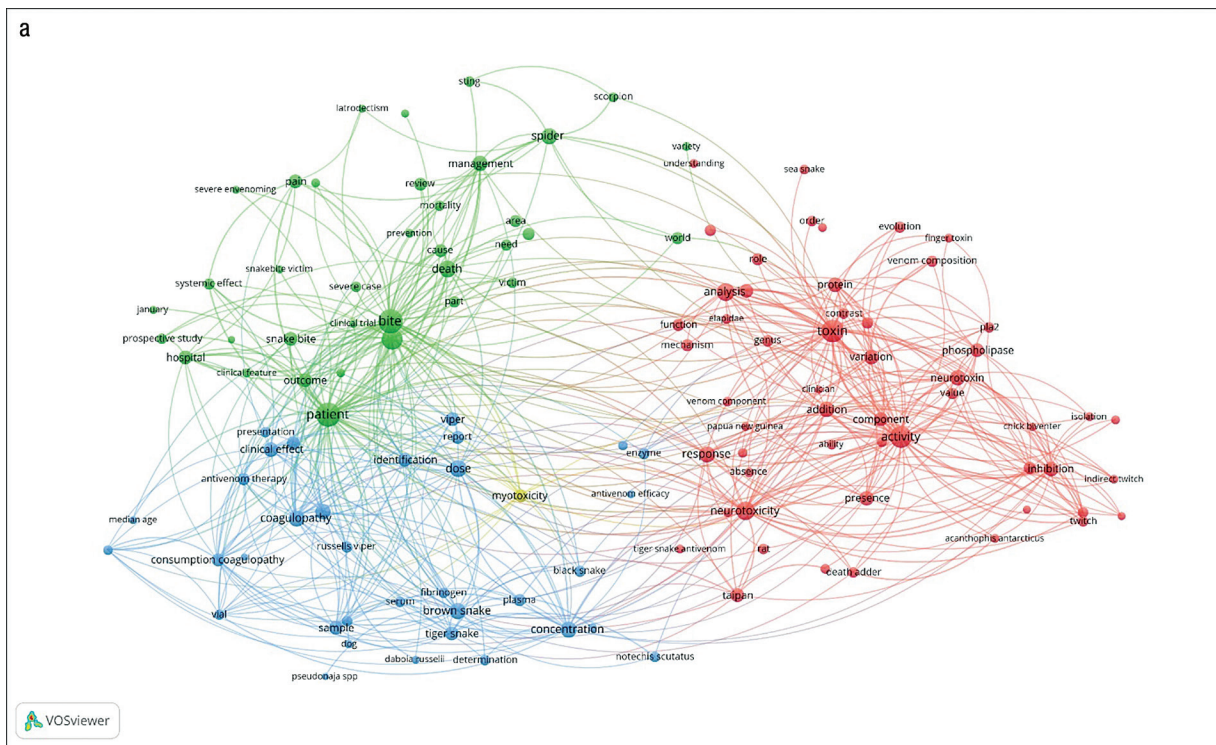 a
sting
scorpion
latrodectism
spider
variety
management
understanding
sea snake
severe envenoming
pain
review
mortality
area
order
evolution
finger toxin
prevention
need
world
cause
role
venom composition
snakebite victim
death
systemic effect
severe case
victim
analysis
protein
part
january
clinical trial
bite
elapidae
contrast
function
toxin
pla2
prospective study
snake bite
mechanism
genus
hospital
variation
phospholipase
clinical feature
outcome
neurotoxin
clinician
value
venom component
patient
addition
viper
component
isolation
presentation
report
papua new guinea
chick biventer
activity
clinical effect
ability
enzyme
response
identification
dose
absence
inhibition
antivenom therapy
indirect twitch
myotoxicity
antivenom efficacy
presence
neurotoxicity
median age
coagulopathy
twitch
acanthophis antarcticus
russells viper
tiger snake antivenom
rat
consumption coagulopathy
black snake
death adder
fibrinogen
taipan
serum
plasma
vial
brown snake
sample
tiger snake
concentration
dog
daboia russelii
determination
notechis scutatus
pseudonaja spp
VOSviewer